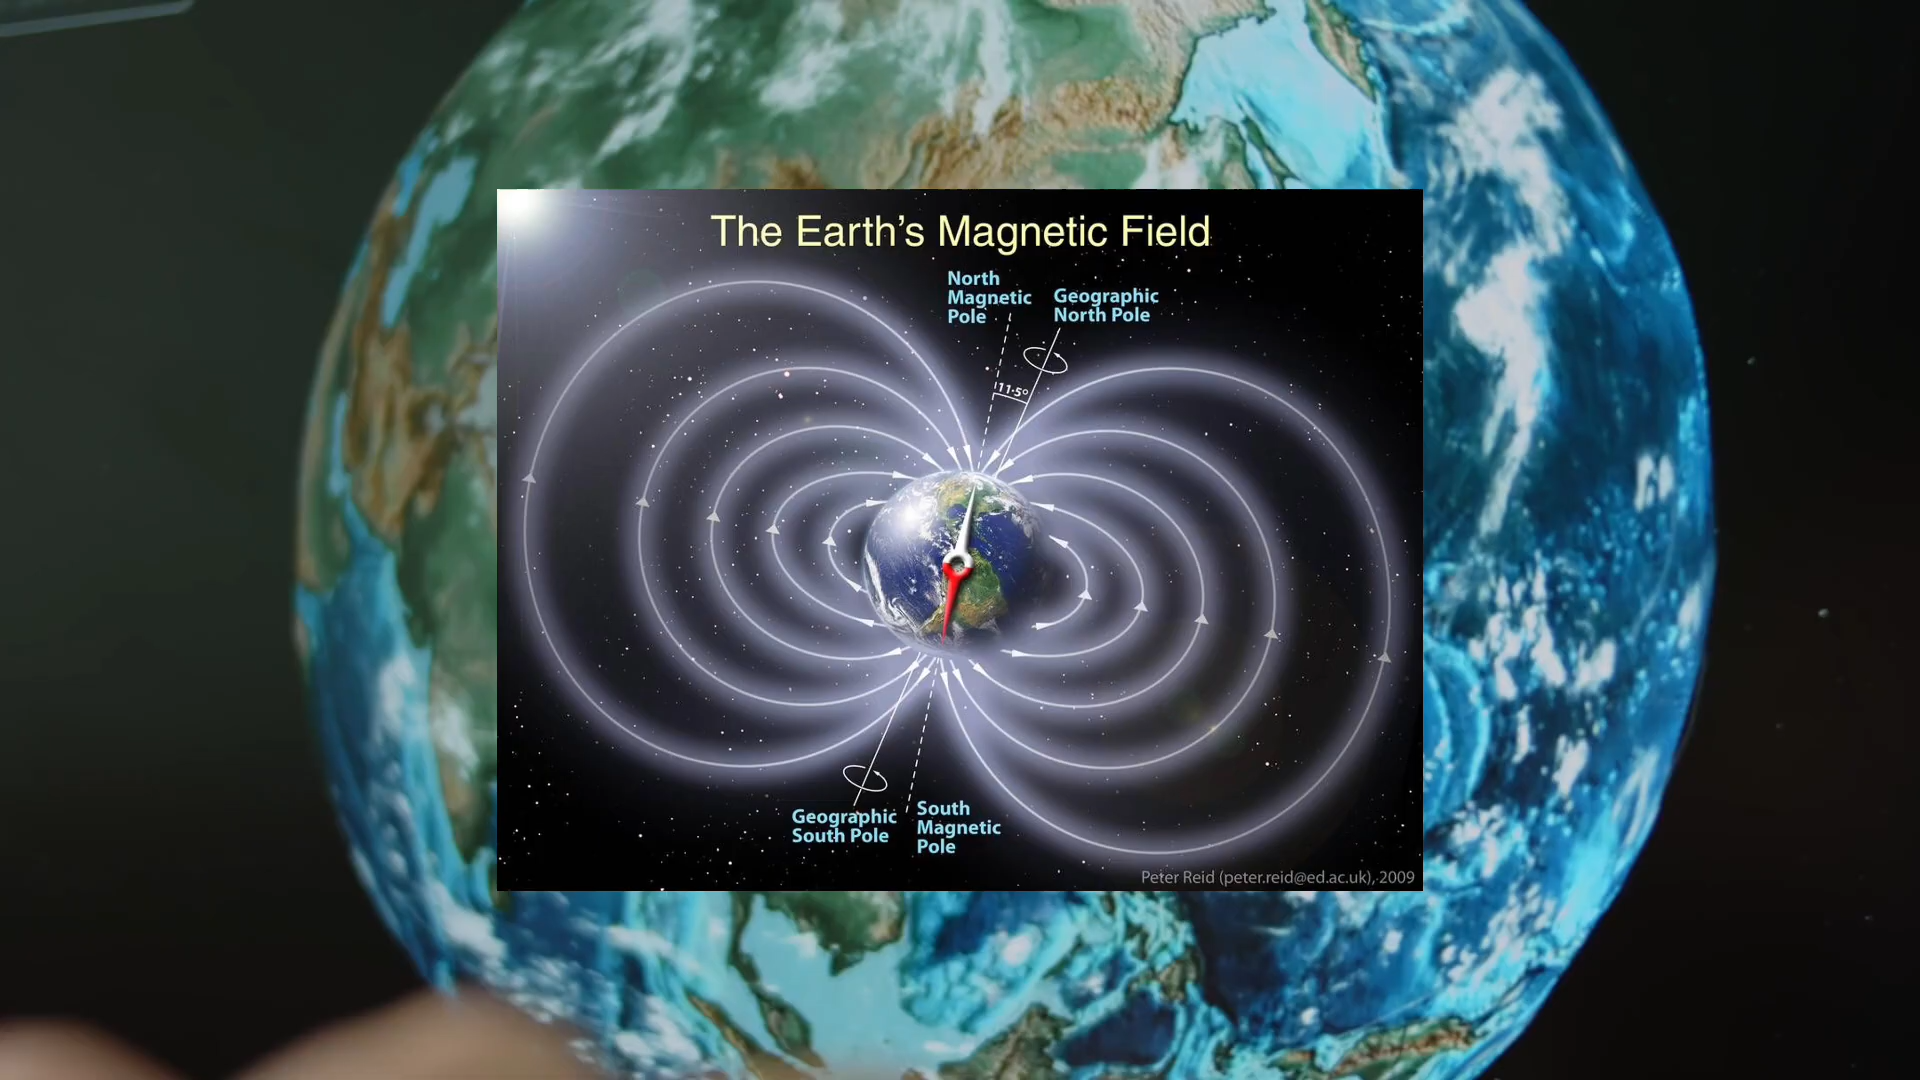 The Earth's Magnetic Field
North
Magnetic
Pole
Geographic
North Pole
11·5°
Geographic
South Pole
South
Magnetic
Pole
Peter Reid (peter.reid@ed.ac.uk), 2009